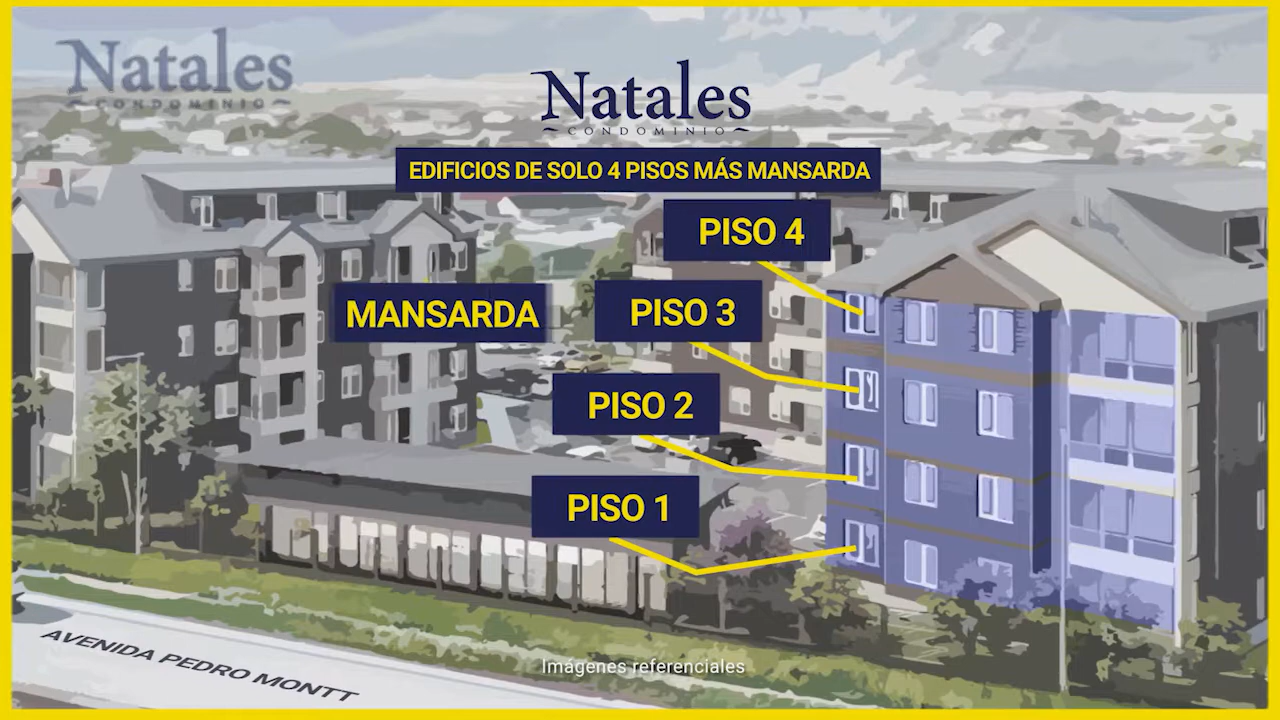 Natales
CONDOMINIO
Natales
CONDOMINIO
EDIFICIOS DE SOLO 4 PISOS MÁS MANSARDA
PISO 4
MANSARDA
PISO 3
PISO 2
PISO 1
AVENIDA PEDRO MONTT
Imágenes referenciales